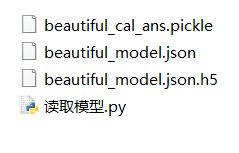 beautiful_cal_ans.pickle
beautiful_model.json
beautiful_model.json.h5
读取模型.py